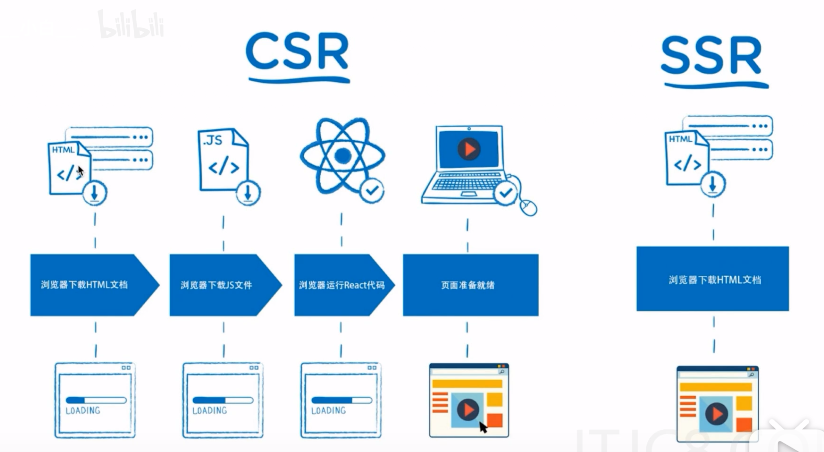 bilibili
CSR
SSR
HTML
</>
.JS
</>
HTML
</>
浏览器下载HTML文档
浏览器下载JS文件
浏览器运行React代码
页面准备就绪
浏览器下载HTML文档
LOADING
LOADING
LOADING